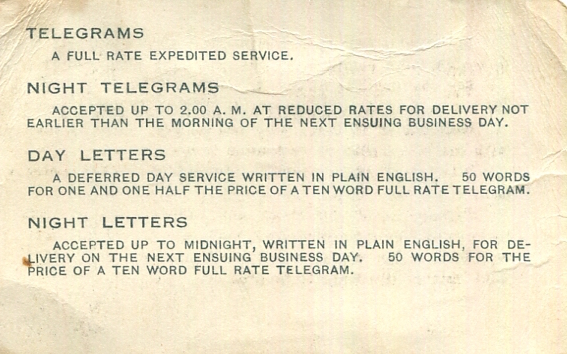 TELEGRAMS
A FULL RATE EXPEDITED SERVICE.
NIGHT TELEGRAMS
ACCEPTED UP TO 2.00 A. M. AT REDUCED RATES FOR DELIVERY NOT
EARLIER THAN THE MORNING OF THE NEXT ENSUING BUSINESS DAY.
DAY LETTERS
A DEFERRED DAY SERVICE WRITTEN IN PLAIN ENGLISH. 50 WORDS
FOR ONE AND ONE HALF THE PRICE OF A TEN WORD FULL RATE TELEGRAM.
NIGHT LETTERS
ACCEPTED UP TO MIDNIGHT, WRITTEN IN PLAIN ENGLISH, FOR DE-
LIVERY ON THE NEXT ENSUING BUSINESS DAY. 50 WORDS FOR THE
PRICE OF A TEN WORD FULL RATE TELEGRAM.